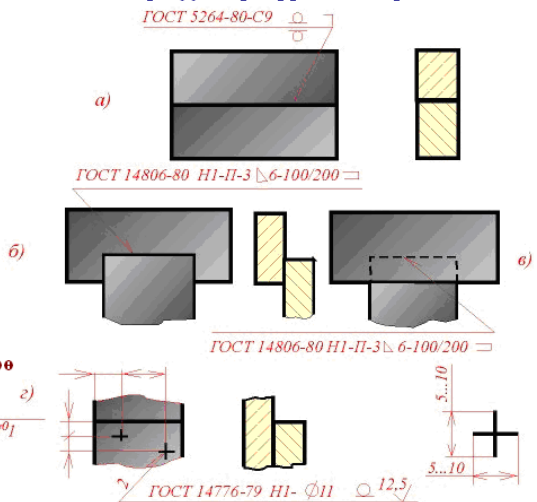 ГОСТ 5264-80-С9
а)
ГОСТ 14806-80 Н1-П-3 ◺ 6-100/200
б)
в)
ГОСТ 14806-80 Н1-П-3 ◺ 6-100/200
г)
2
ГОСТ 14776-79 Н1- ∅11 12,5
5...10
5...10